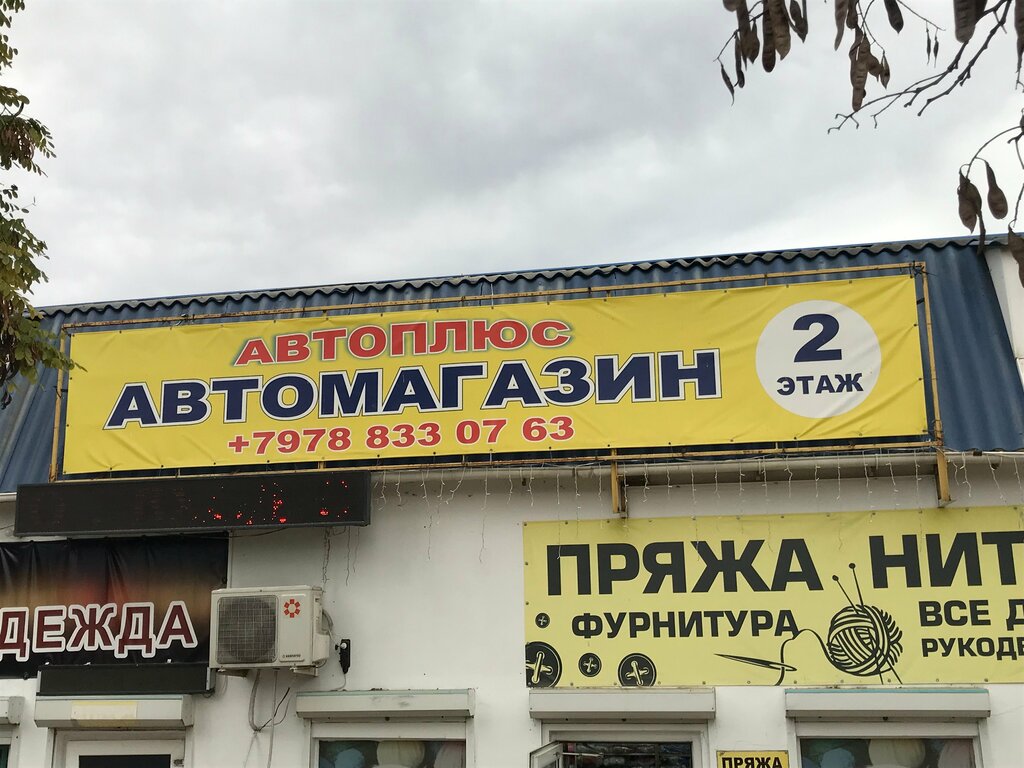 АВТОПЛЮС
АВТОМАГАЗИН
+7978 833 07 63
2
ЭТАЖ
ДЕЖДА
ПРЯЖА НИТ
ФУРНИТУРА
ВСЕ Д
РУКОДЕ
ПРЯЖА